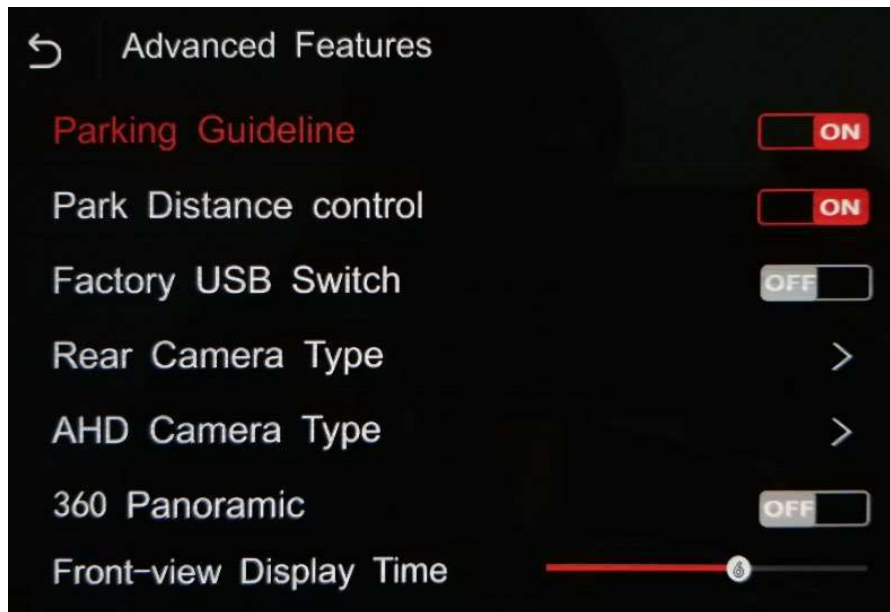 Advanced Features
Parking Guideline ON
Park Distance control ON
Factory USB Switch OFF
Rear Camera Type >
AHD Camera Type >
360 Panoramic OFF
Front-view Display Time 6